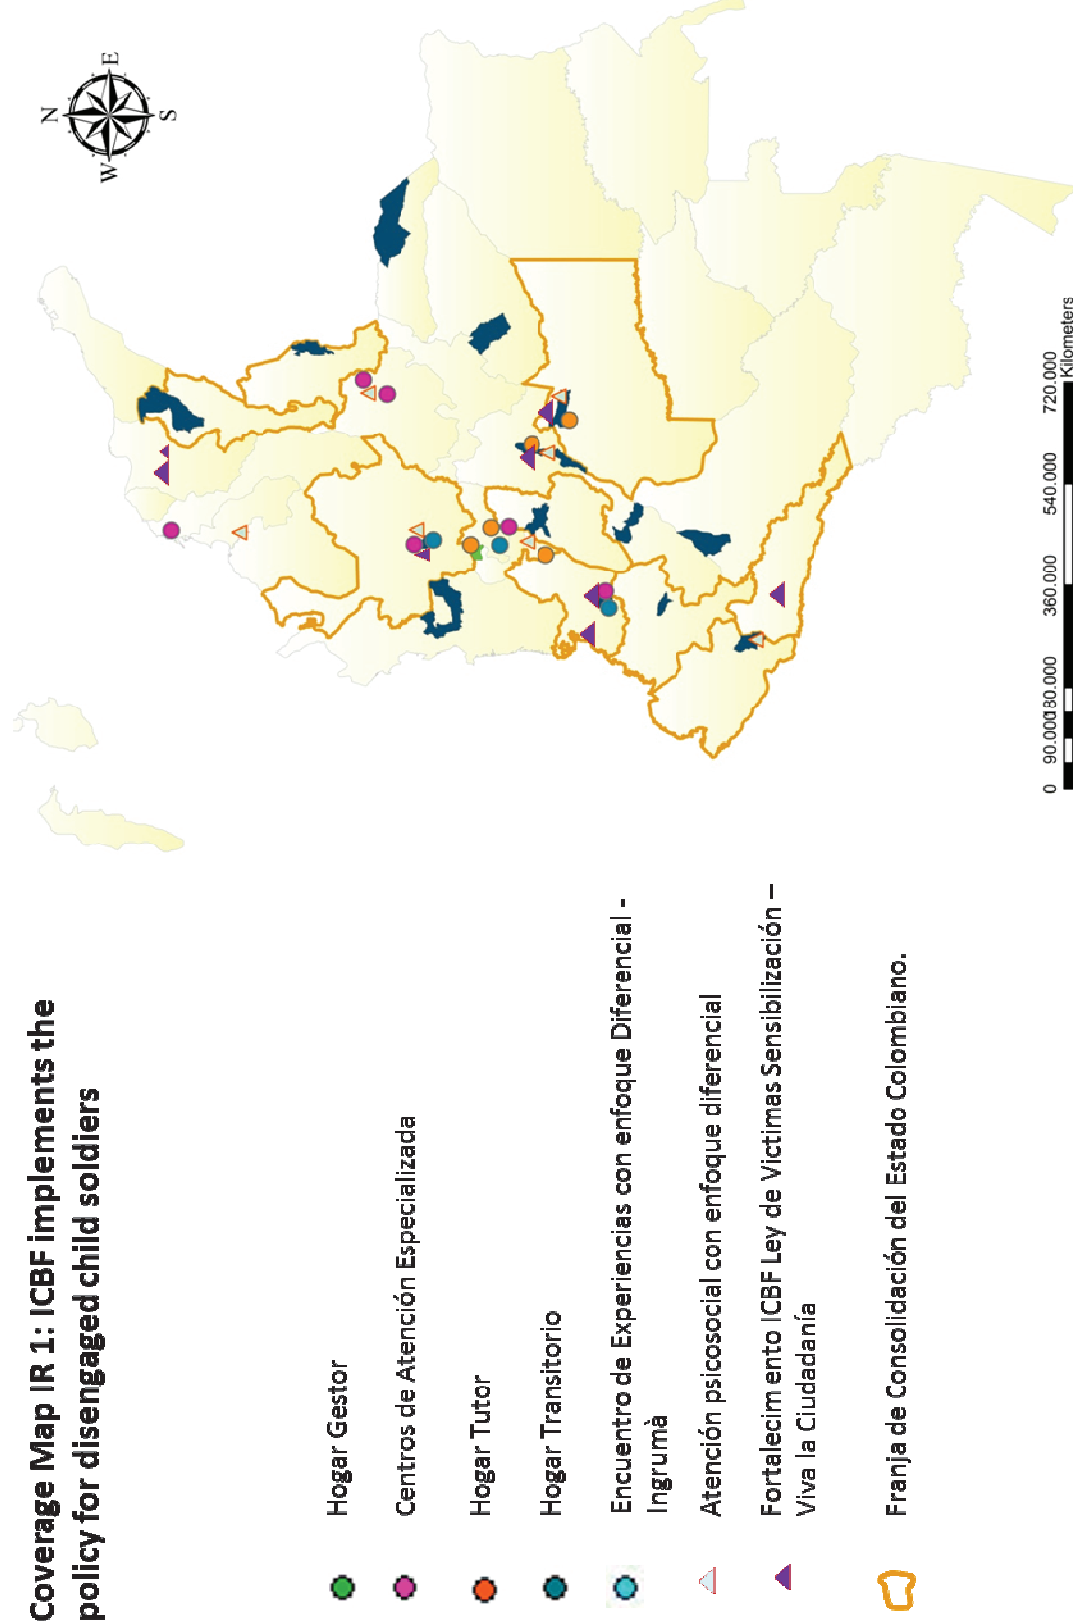 Coverage Map IR 1: ICBF implements the
policy for disengaged child soldiers
Hogar Gestor
Centros de Atención Especializada
Hogar Tutor
Hogar Transitorio
Encuentro de Experiencias con enfoque Diferencial -
Ingrumà
Atención psicosocial con enfoque diferencial
Fortalecim ento ICBF Ley de Victimas Sensibilización –
Viva la Ciudadanía
Franja de Consolidación del Estado Colombiano.
N
W E
S
0 90.000180.000 360.000 540.000 720.000
Kilometers